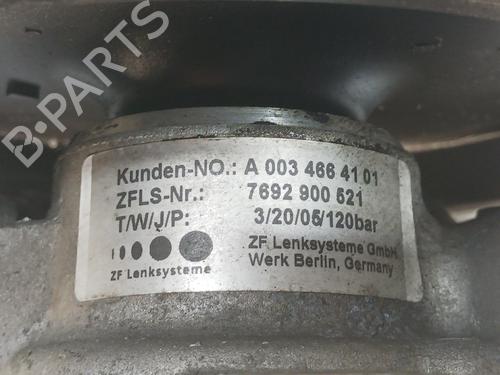 Kunden-NO.: A 003 466 41 01
ZFLS-Nr.: 7692 900 521
T/W/J/P: 3/20/05/120bar
ZF Lenksysteme
ZF Lenksysteme GmbH
Werk Berlin, Germany
B-PARTS